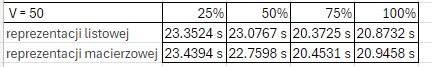 V = 50 25% 50% 75% 100%
reprezentacji listowej 23.3524 s 23.0767 s 20.3725 s 20.8732 s
reprezentacji macierzowej 23.4394 s 22.7598 s 20.4531 s 20.9458 s